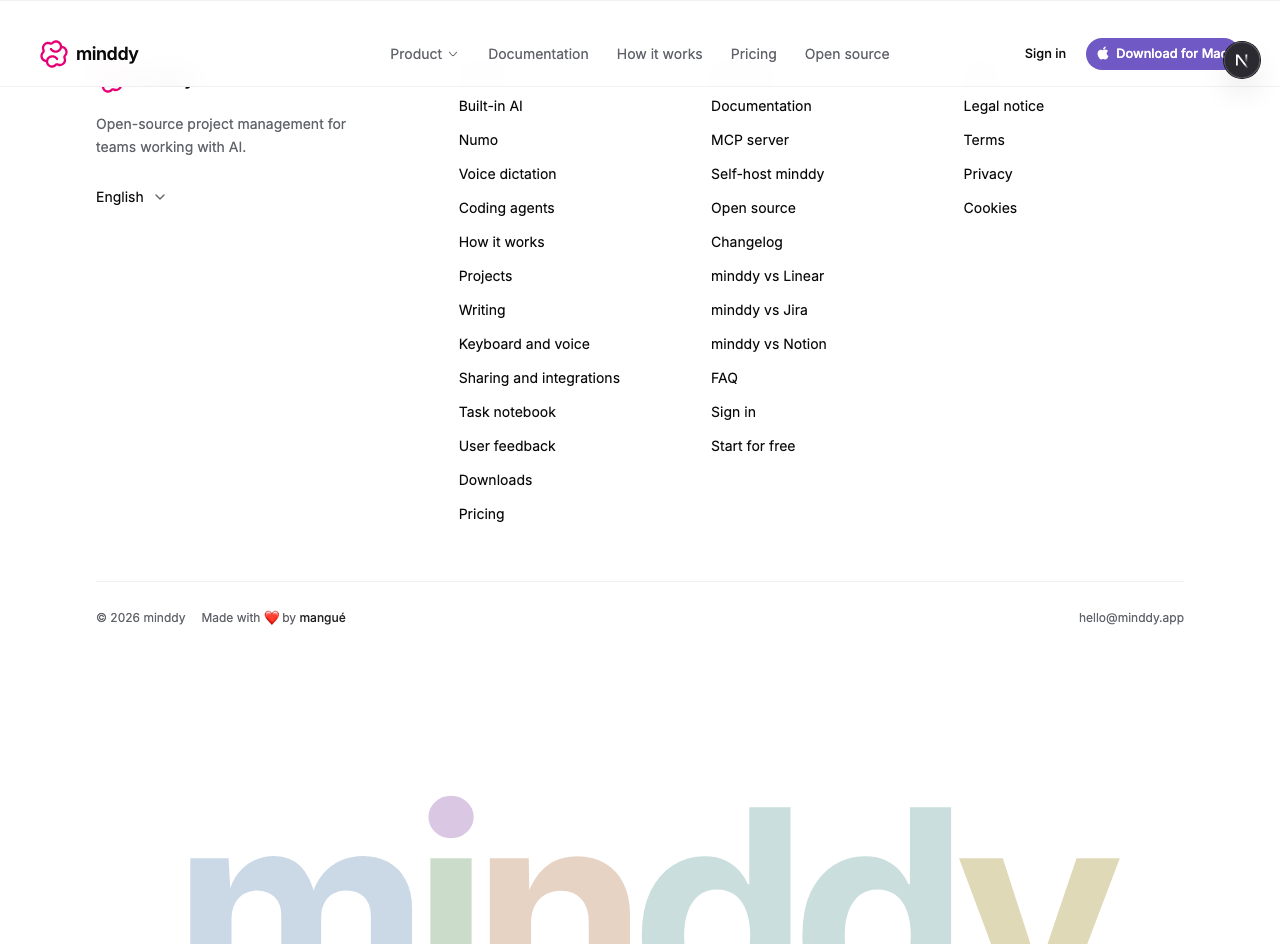 minddy
Product
Documentation
How it works
Pricing
Open source
Sign in
Download for Mac
N
Open-source project management for
teams working with AI.
English
Built-in AI
Numo
Voice dictation
Coding agents
How it works
Projects
Writing
Keyboard and voice
Sharing and integrations
Task notebook
User feedback
Downloads
Pricing
Documentation
MCP server
Self-host minddy
Open source
Changelog
minddy vs Linear
minddy vs Jira
minddy vs Notion
FAQ
Sign in
Start for free
Legal notice
Terms
Privacy
Cookies
© 2026 minddy
Made with ❤️ by mangué
hello@minddy.app
minddy